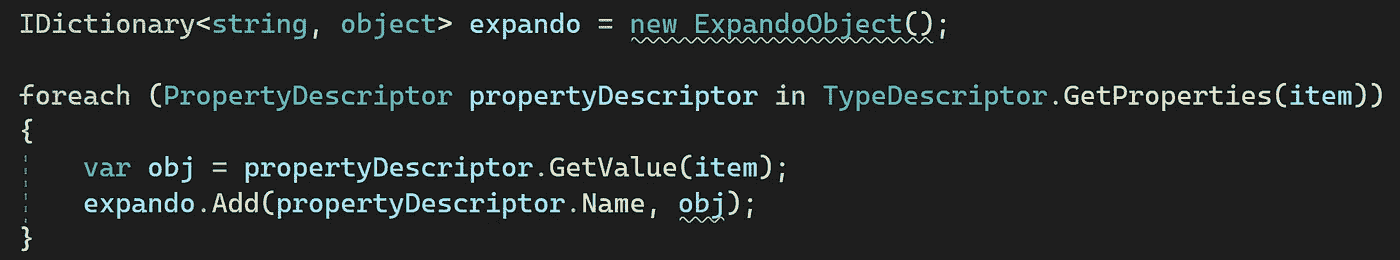 IDictionary<string, object> expando = new ExpandoObject();
foreach (PropertyDescriptor propertyDescriptor in TypeDescriptor.GetProperties(item))
{
var obj = propertyDescriptor.GetValue(item);
expando.Add(propertyDescriptor.Name, obj);
}